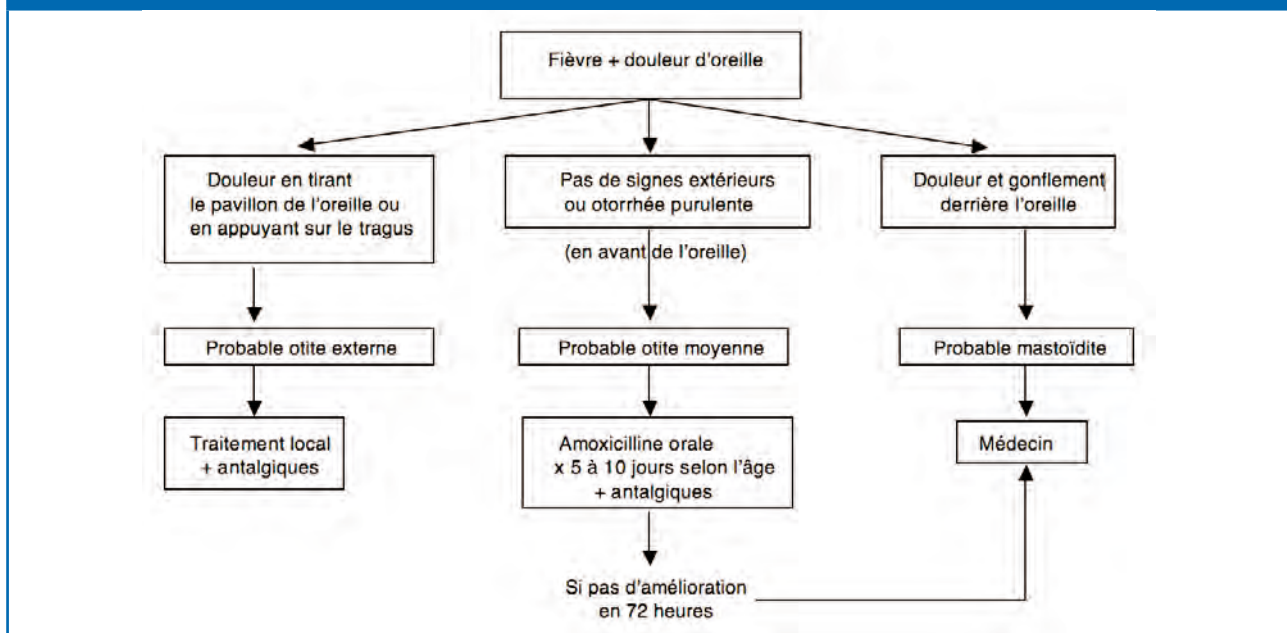 Fièvre + douleur d'oreille
Douleur en tirant
le pavillon de l'oreille ou
en appuyant sur le tragus
Pas de signes extérieurs
ou otorrhée purulente
Douleur et gonflement
derrière l'oreille
(en avant de l'oreille)
Probable otite externe
Probable otite moyenne
Probable mastoïdite
Traitement local
+ antalgiques
Amoxicilline orale
x 5 à 10 jours selon l'âge
+ antalgiques
Médecin
Si pas d'amélioration
en 72 heures